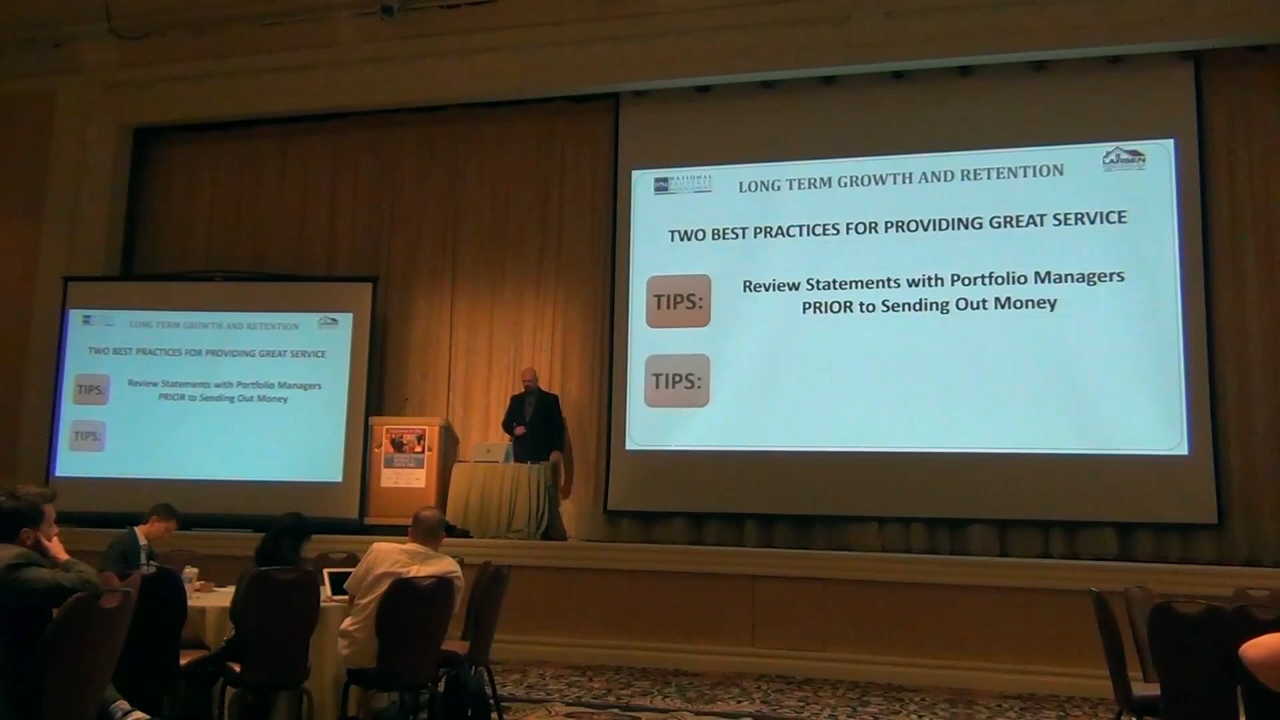 LONG TERM GROWTH AND RETENTION
TWO BEST PRACTICES FOR PROVIDING GREAT SERVICE
TIPS:
Review Statements with Portfolio Managers
PRIOR to Sending Out Money
TIPS:
NATIONAL
LARSEN
LONG TERM GROWTH AND RETENTION
TWO BEST PRACTICES FOR PROVIDING GREAT SERVICE
TIPS:
Review Statements with Portfolio Managers
PRIOR to Sending Out Money
TIPS: